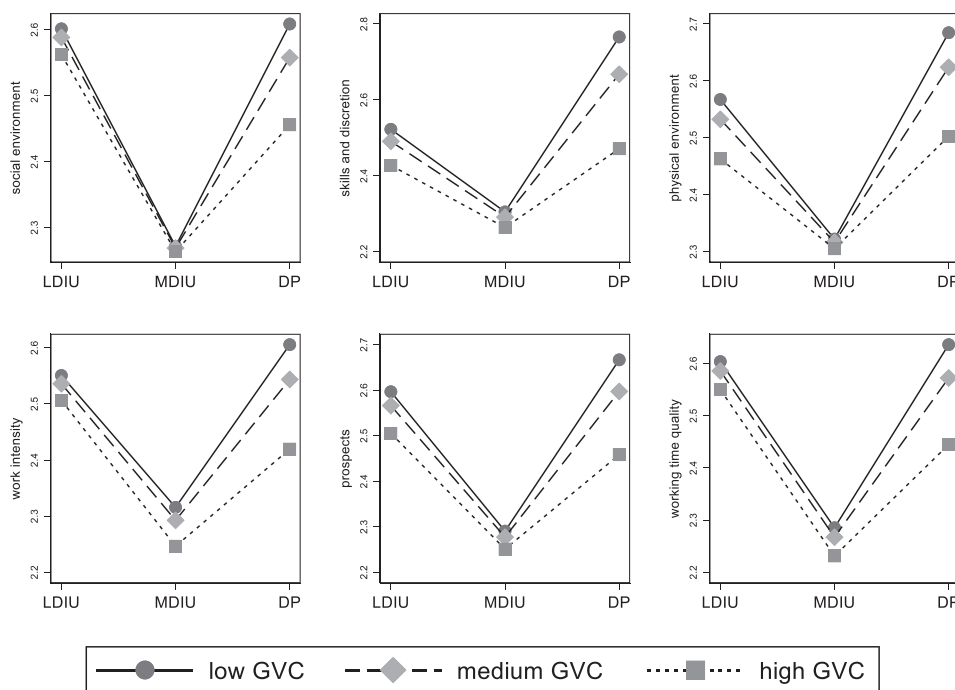 social environment
2.6
2.5
2.4
2.3
LDIU MDIU DP
skills and discretion
2.8
2.6
2.4
2.2
LDIU MDIU DP
physical environment
2.7
2.6
2.5
2.4
2.3
LDIU MDIU DP
work intensity
2.6
2.5
2.4
2.3
2.2
LDIU MDIU DP
prospects
2.7
2.6
2.5
2.4
2.3
2.2
LDIU MDIU DP
working time quality
2.6
2.5
2.4
2.3
2.2
LDIU MDIU DP
low GVC medium GVC high GVC